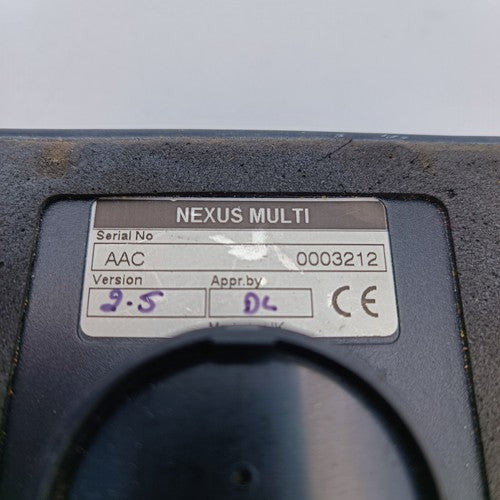 NEXUS MULTI
Serial No
AAC 0003212
Version Appr.by
2.5 DL CE